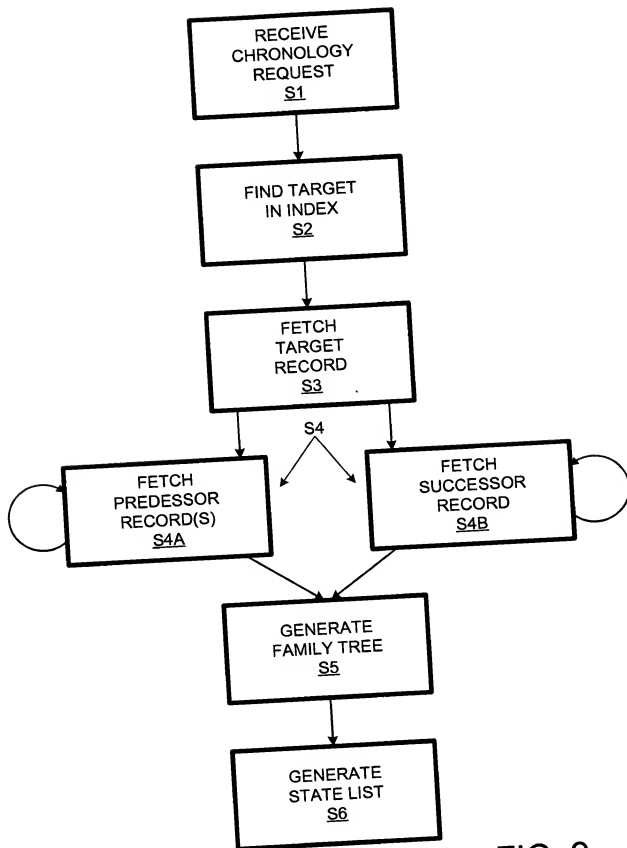 RECEIVE
CHRONOLOGY
REQUEST
S1
FIND TARGET
IN INDEX
S2
FETCH
TARGET
RECORD
S3
S4
FETCH
PREDESSOR
RECORD(S)
S4A
FETCH
SUCCESSOR
RECORD
S4B
GENERATE
FAMILY TREE
S5
GENERATE
STATE LIST
S6